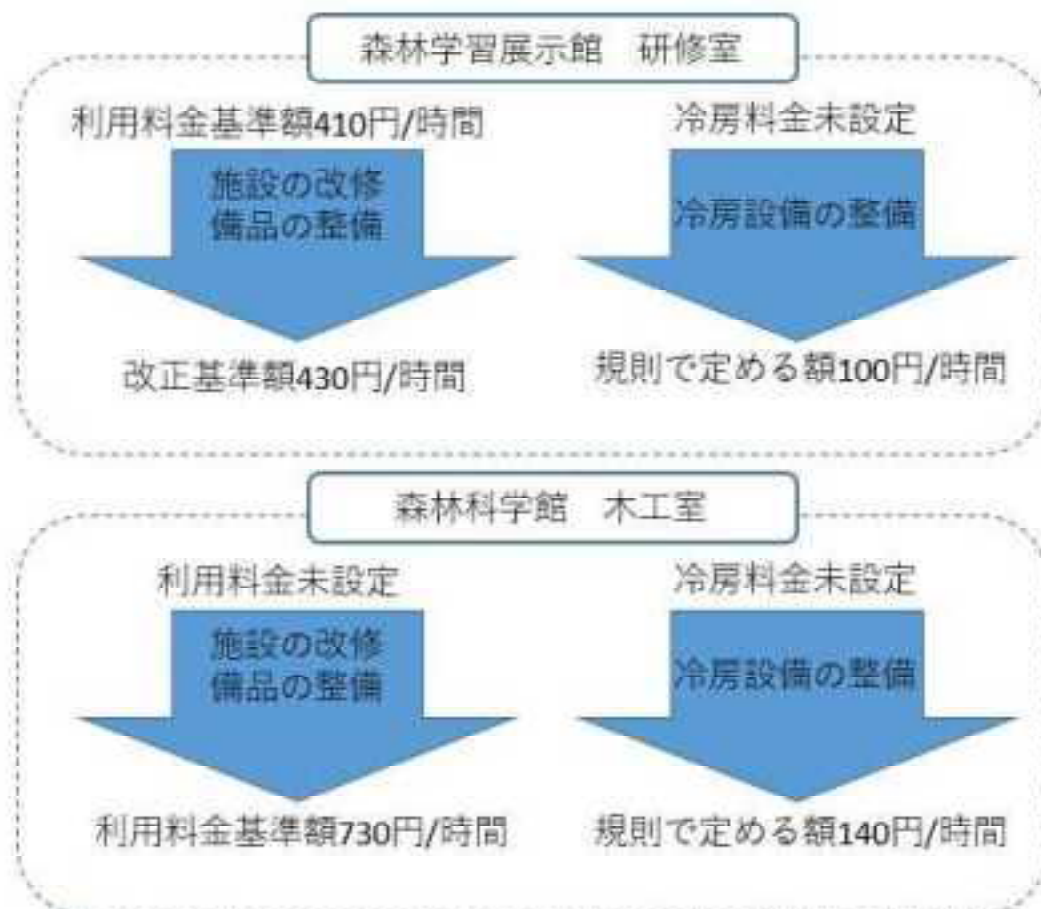 森林学習展示館　研修室
利用料金基準額410円/時間
冷房料金未設定
施設の改修
備品の整備
冷房設備の整備
改正基準額430円/時間
規則で定める額100円/時間
森林科学館　木工室
利用料金未設定
冷房料金未設定
施設の改修
備品の整備
冷房設備の整備
利用料金基準額730円/時間
規則で定める額140円/時間